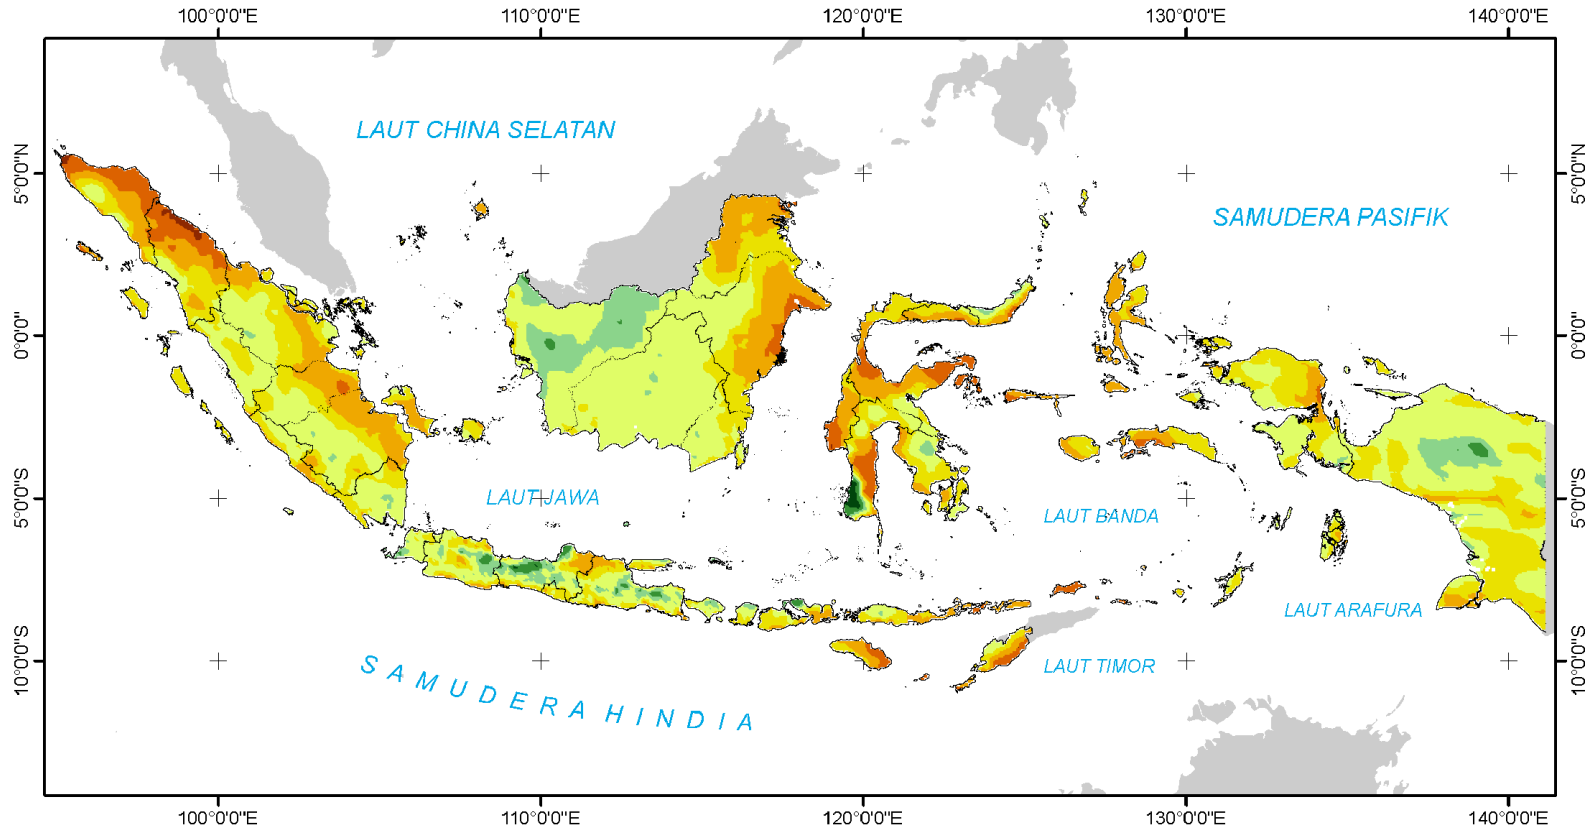 100°0'0"E 110°0'0"E 120°0'0"E 130°0'0"E 140°0'0"E
LAUT CHINA SELATAN
5°0'0"N 5°0'0"N
SAMUDERA PASIFIK
0°0'0" 0°0'0"
LAUT JAWA
5°0'0"S 5°0'0"S
LAUT BANDA
LAUT ARAFURA
10°0'0"S 10°0'0"S
LAUT TIMOR
SAMUDERA HINDIA
100°0'0"E 110°0'0"E 120°0'0"E 130°0'0"E 140°0'0"E